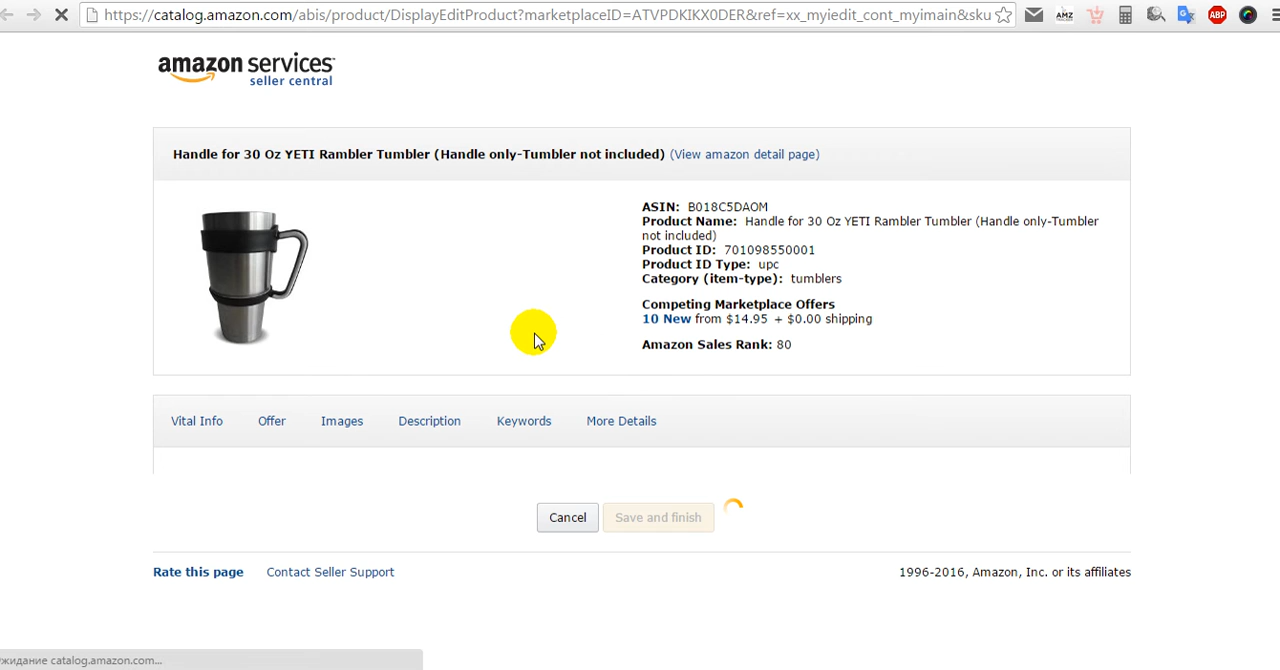 https://catalog.amazon.com/abis/product/DisplayEditProduct?marketplaceID=ATVPDKIKX0DER&ref=xx_myiedit_cont_myimain&sku
AMZ
ABP
amazon services
seller central
Handle for 30 Oz YETI Rambler Tumbler (Handle only-Tumbler not included) (View amazon detail page)
ASIN: B018C5DAOM
Product Name: Handle for 30 Oz YETI Rambler Tumbler (Handle only-Tumbler
not included)
Product ID: 701098550001
Product ID Type: upc
Category (item-type): tumblers
Competing Marketplace Offers
10 New from $14.95 + $0.00 shipping
Amazon Sales Rank: 80
Vital Info Offer Images Description Keywords More Details
Cancel Save and finish
Rate this page Contact Seller Support 1996-2016, Amazon, Inc. or its affiliates
жидание catalog.amazon.com...